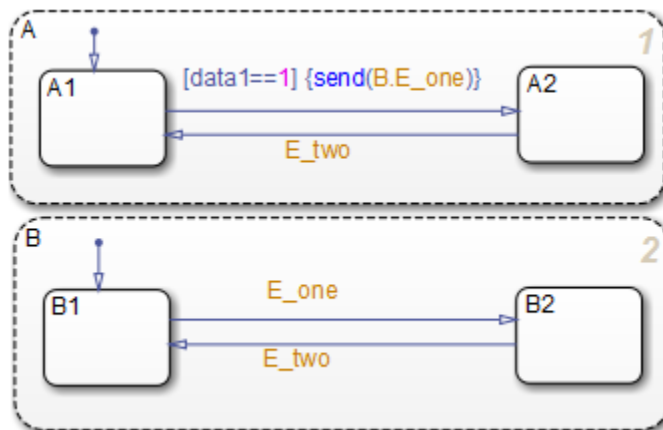 A
1
[data1==1] {send(B.E_one)}
A1
A2
E_two
B
2
E_one
B1
B2
E_two